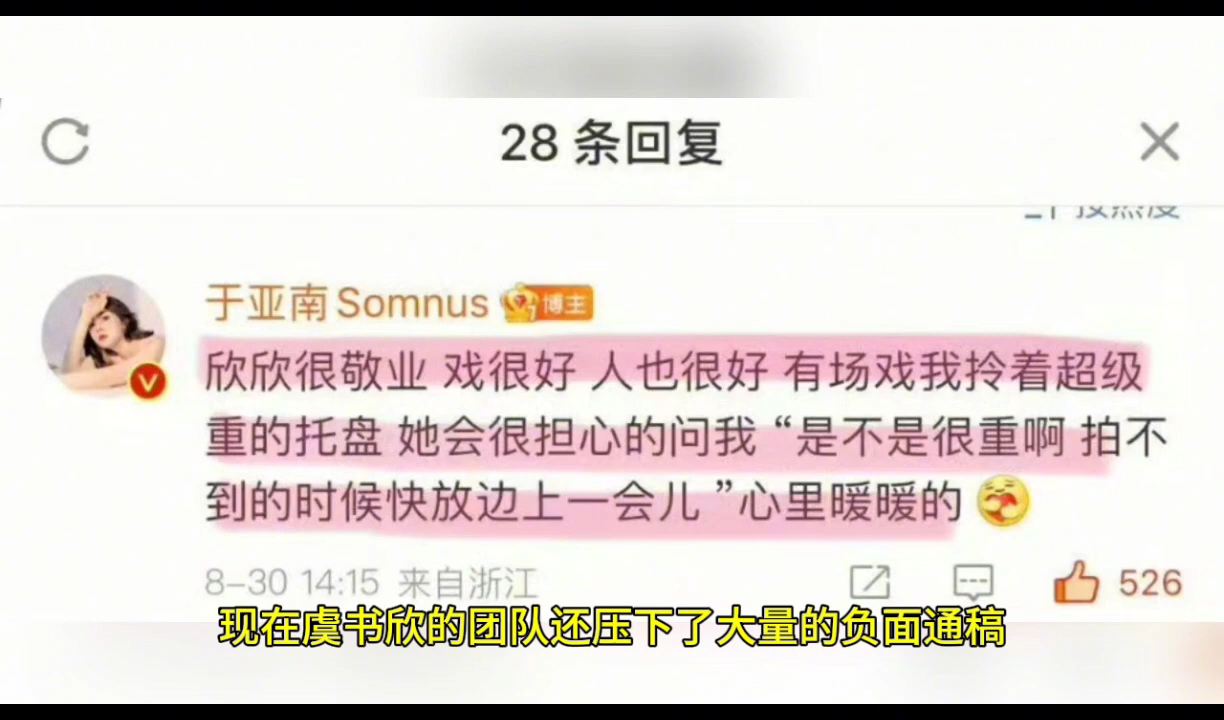 28 条回复
于亚南Somnus 博主
欣欣很敬业 戏很好 人也很好 有场戏我拎着超级
重的托盘 她会很担心的问我 “是不是很重啊 拍不
到的时候快放边上一会儿 ”心里暖暖的
8-30 14:15 来自浙江
526
现在虞书欣的团队还压下了大量的负面通稿